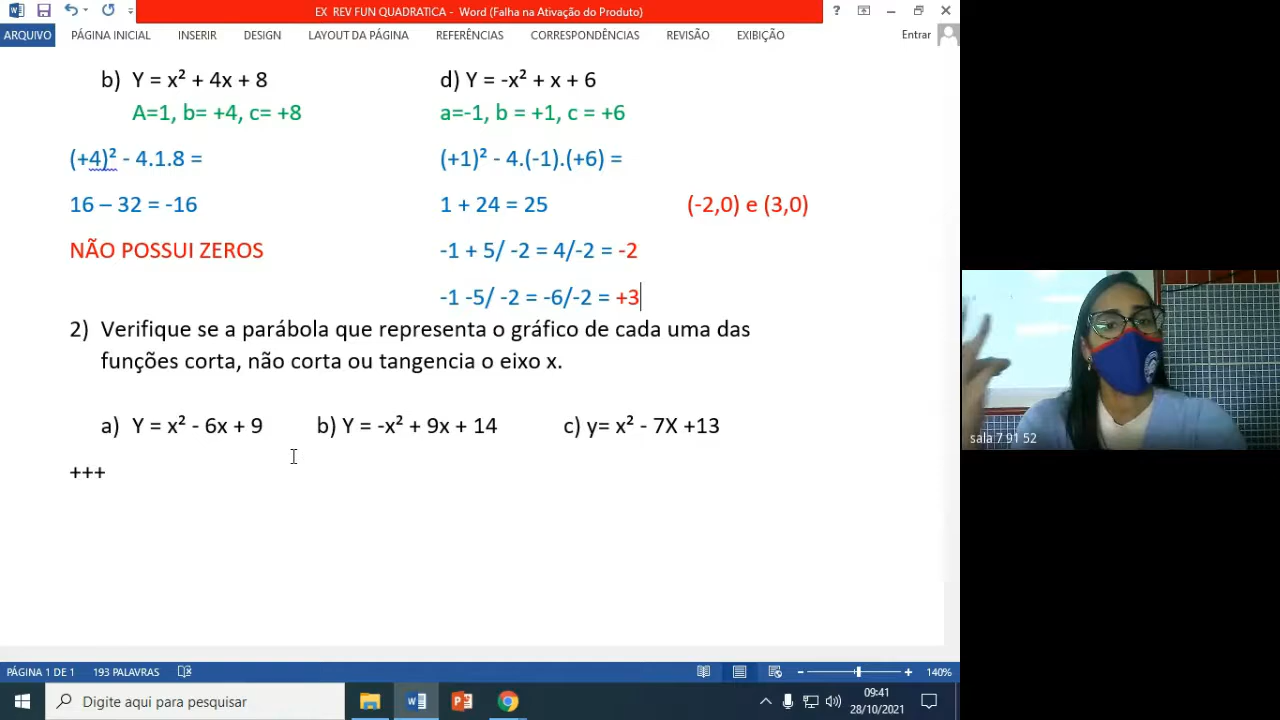 EX REV FUN QUADRATICA - Word (Falha na Ativação do Produto)
?
ARQUIVO PÁGINA INICIAL INSERIR DESIGN LAYOUT DA PÁGINA REFERÊNCIAS CORRESPONDÊNCIAS REVISÃO EXIBIÇÃO Entrar
b) Y = x² + 4x + 8
A=1, b= +4, c= +8
(+4)² - 4.1.8 =
16 – 32 = -16
NÃO POSSUI ZEROS
d) Y = -x² + x + 6
a=-1, b = +1, c = +6
(+1)² - 4.(-1).(+6) =
1 + 24 = 25 (-2,0) e (3,0)
-1 + 5/ -2 = 4/-2 = -2
-1 -5/ -2 = -6/-2 = +3
2) Verifique se a parábola que representa o gráfico de cada uma das
funções corta, não corta ou tangencia o eixo x.
a) Y = x² - 6x + 9 b) Y = -x² + 9x + 14 c) y= x² - 7X +13
+++
sala 7 91 52
PÁGINA 1 DE 1 193 PALAVRAS 140%
Digite aqui para pesquisar
09:41
28/10/2021